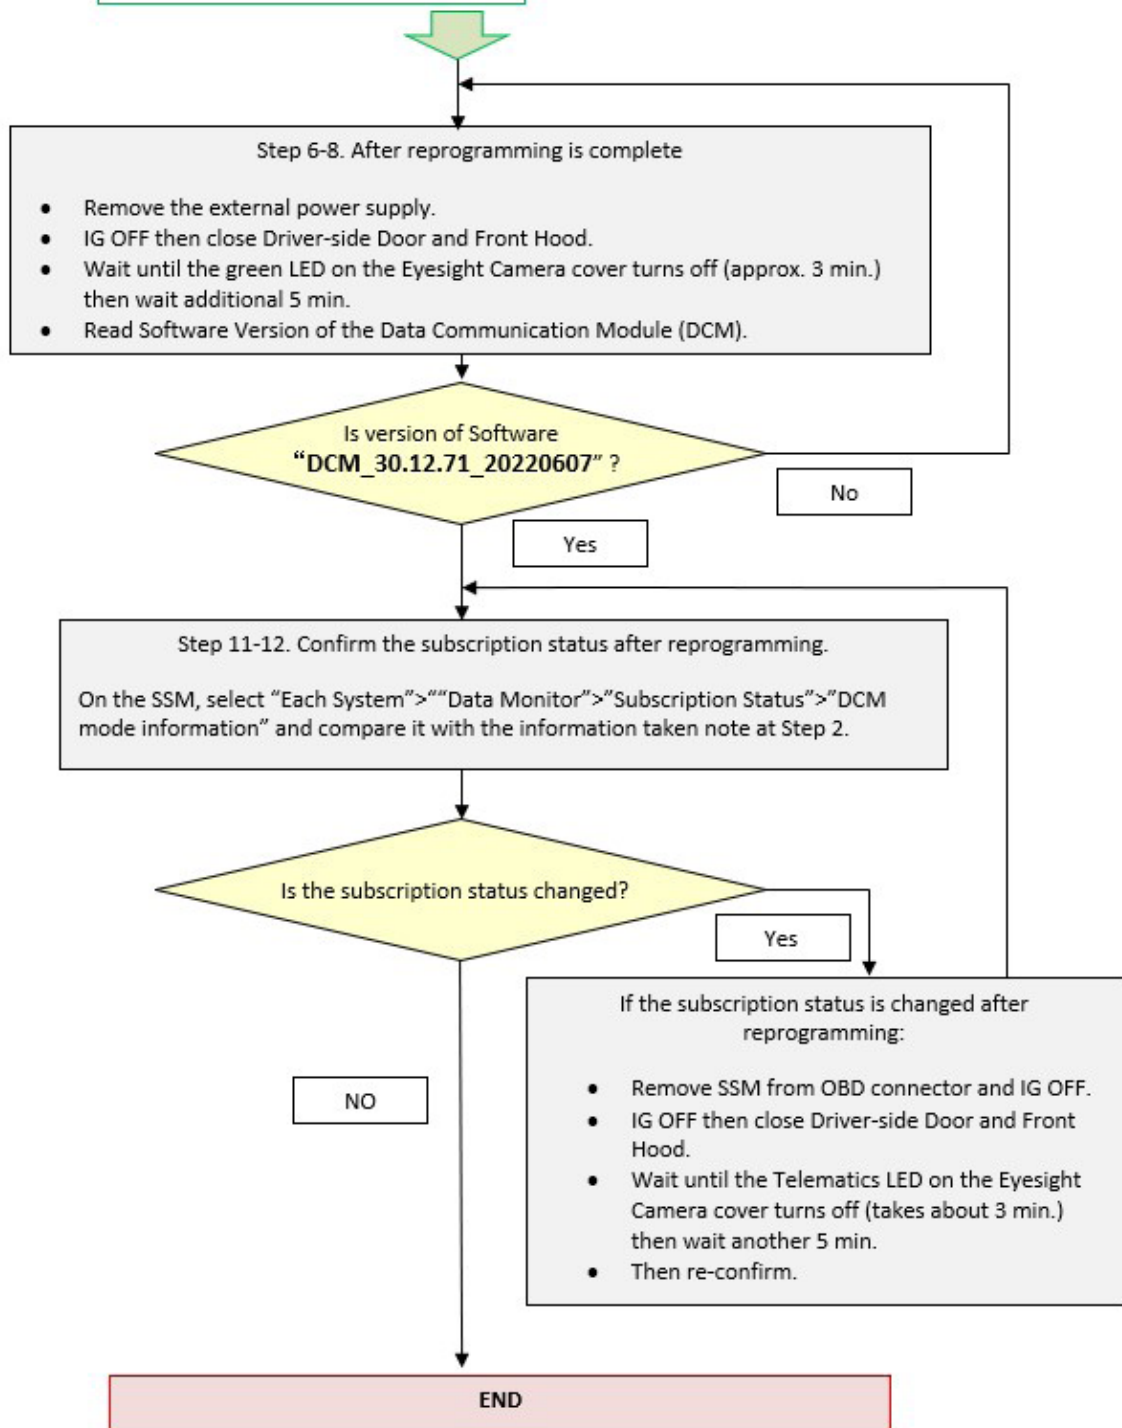 Step 6-8. After reprogramming is complete
● Remove the external power supply.
● IG OFF then close Driver-side Door and Front Hood.
● Wait until the green LED on the Eyesight Camera cover turns off (approx. 3 min.)
then wait additional 5 min.
● Read Software Version of the Data Communication Module (DCM).
Is version of Software
“DCM_30.12.71_20220607” ?
No
Yes
Step 11-12. Confirm the subscription status after reprogramming.
On the SSM, select “Each System”>““Data Monitor”>”Subscription Status”>”DCM
mode information” and compare it with the information taken note at Step 2.
Is the subscription status changed?
Yes
If the subscription status is changed after
reprogramming:
● Remove SSM from OBD connector and IG OFF.
● IG OFF then close Driver-side Door and Front
Hood.
● Wait until the Telematics LED on the Eyesight
Camera cover turns off (takes about 3 min.)
then wait another 5 min.
● Then re-confirm.
NO
END